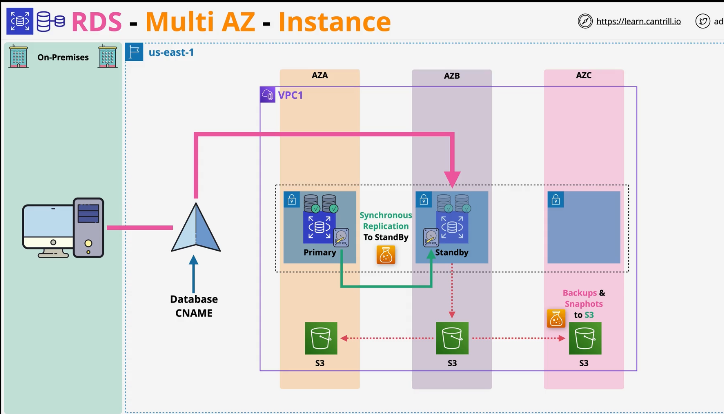 RDS - Multi AZ - Instance
https://learn.cantrill.io
ad
On-Premises
us-east-1
AZA
AZB
AZC
VPC1
Synchronous
Replication
To StandBy
Primary
Standby
Database
CNAME
Backups &
Snaphots
to S3
S3
S3
S3